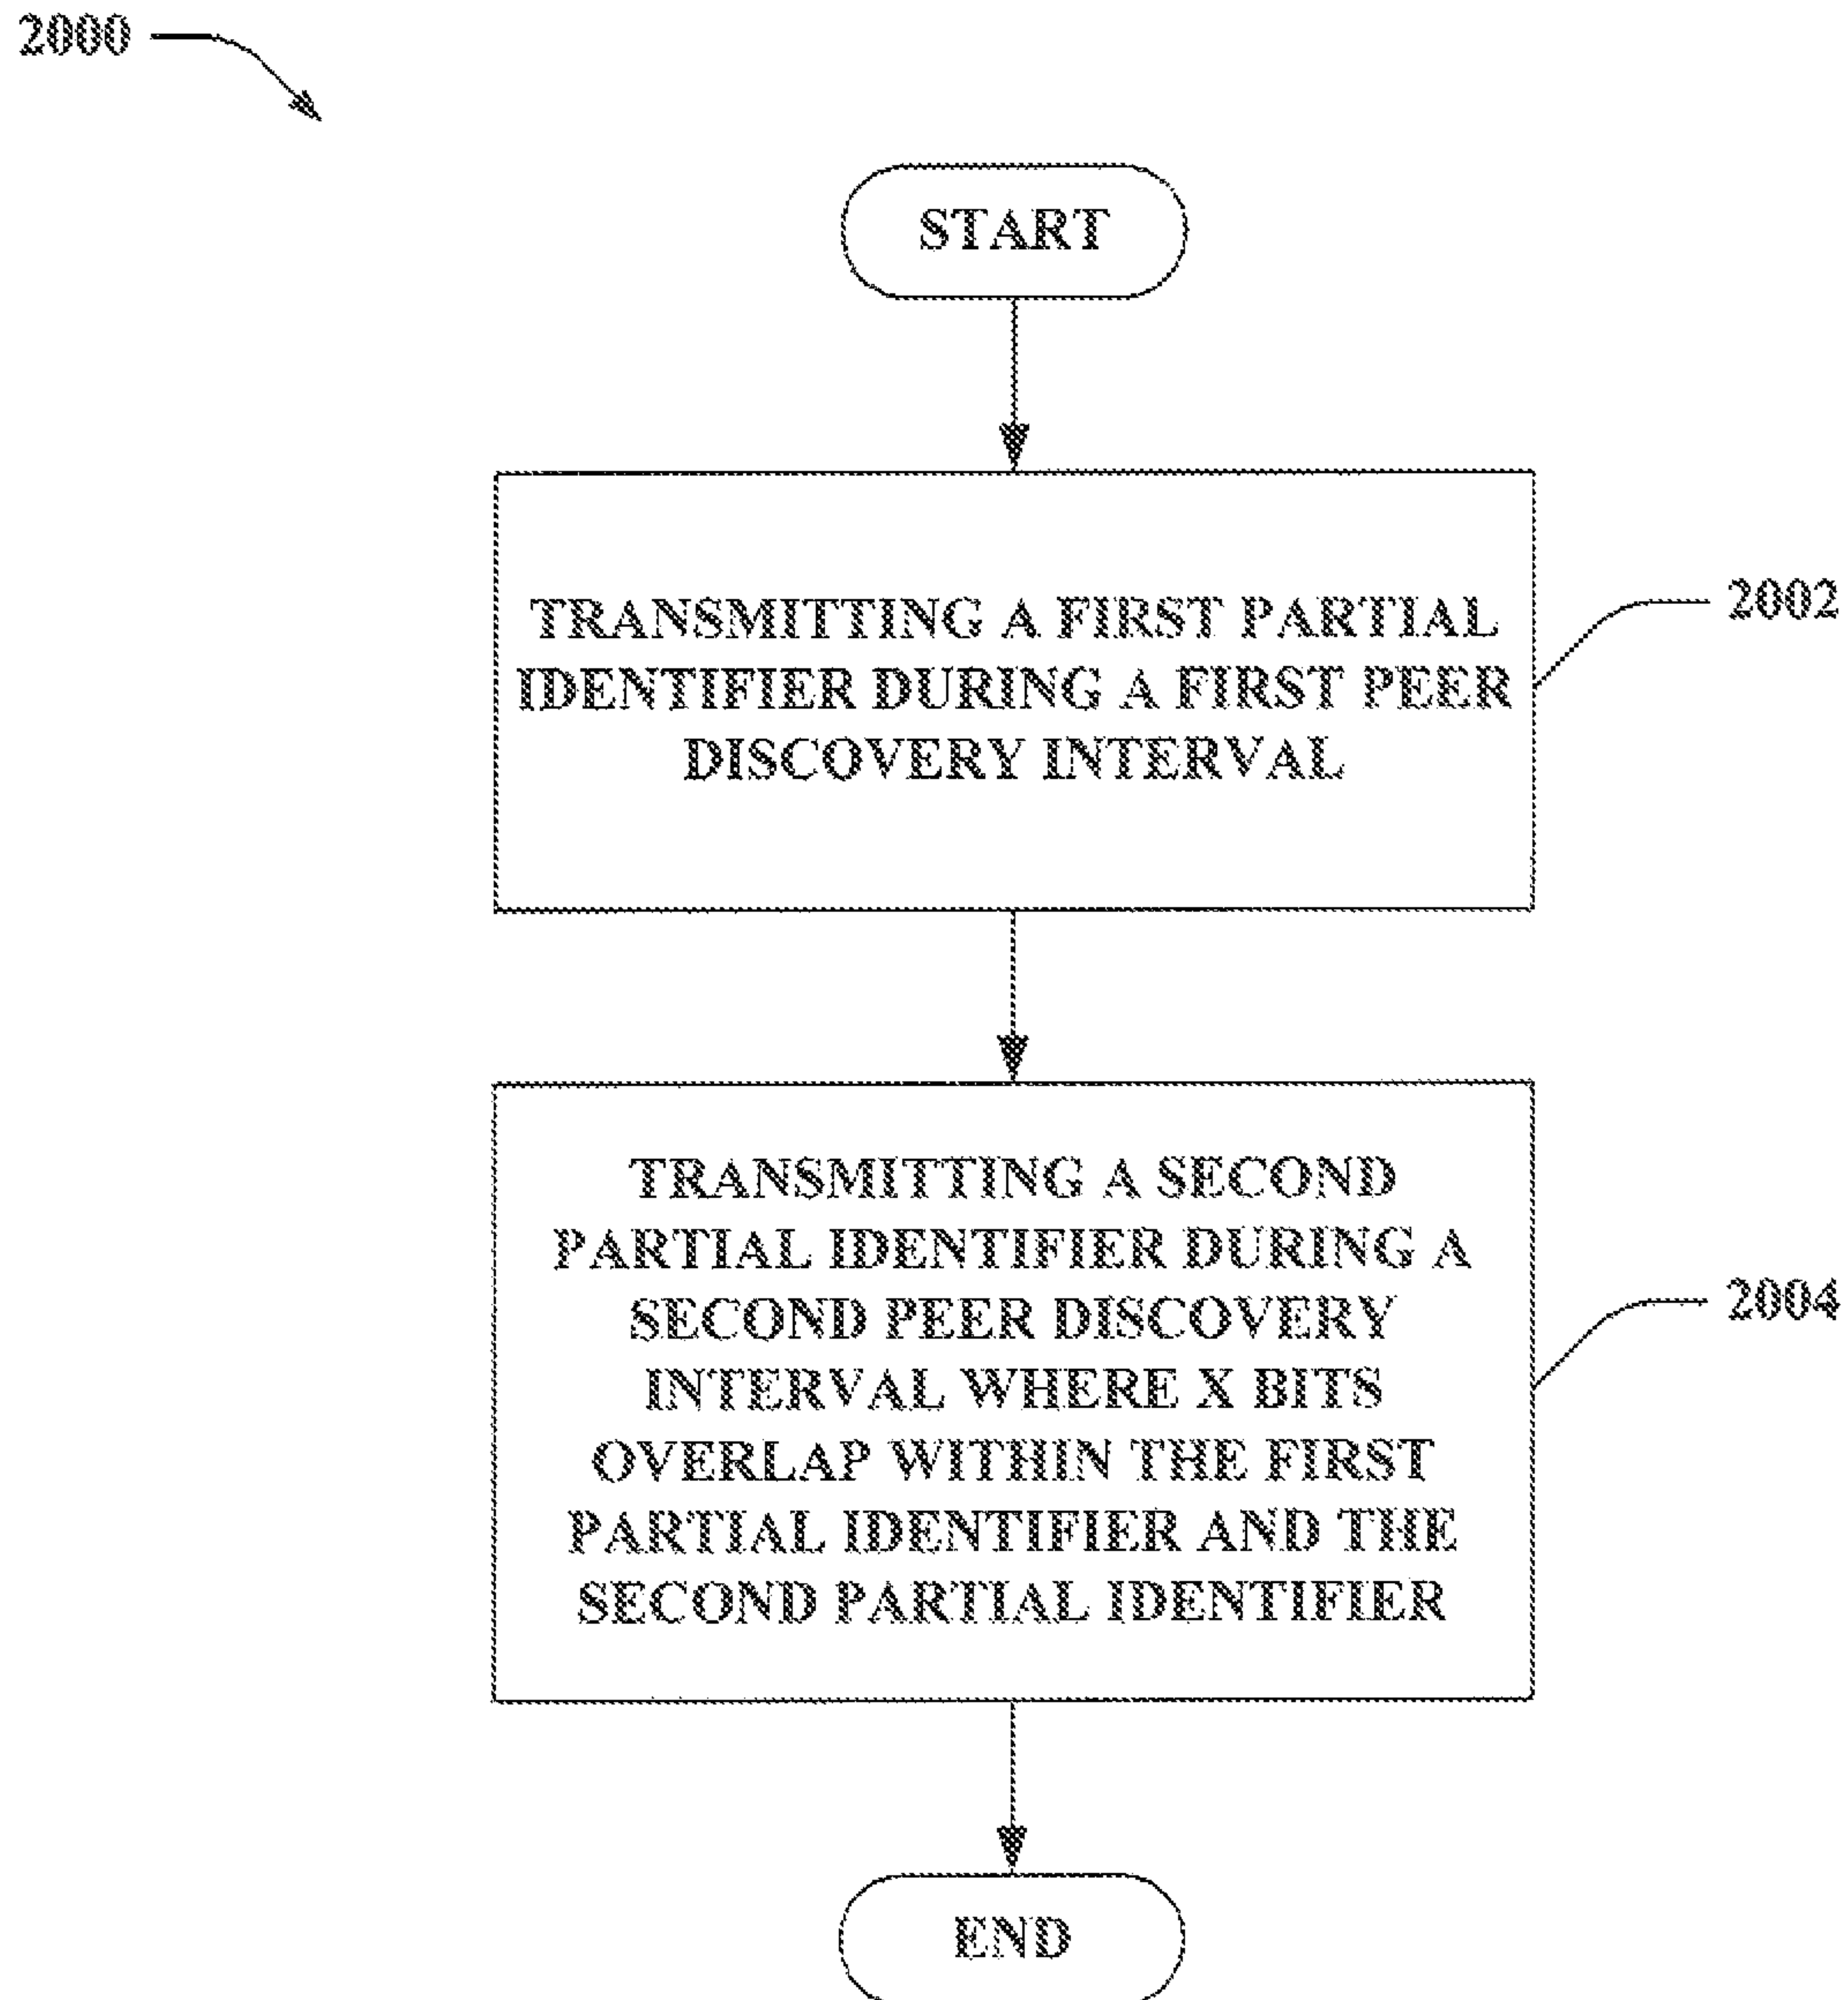 2000
START
TRANSMITTING A FIRST PARTIAL
IDENTIFIER DURING A FIRST PEER
DISCOVERY INTERVAL
2002
TRANSMITTING A SECOND
PARTIAL IDENTIFIER DURING A
SECOND PEER DISCOVERY
INTERVAL WHERE X BITS
OVERLAP WITHIN THE FIRST
PARTIAL IDENTIFIER AND THE
SECOND PARTIAL IDENTIFIER
2004
END